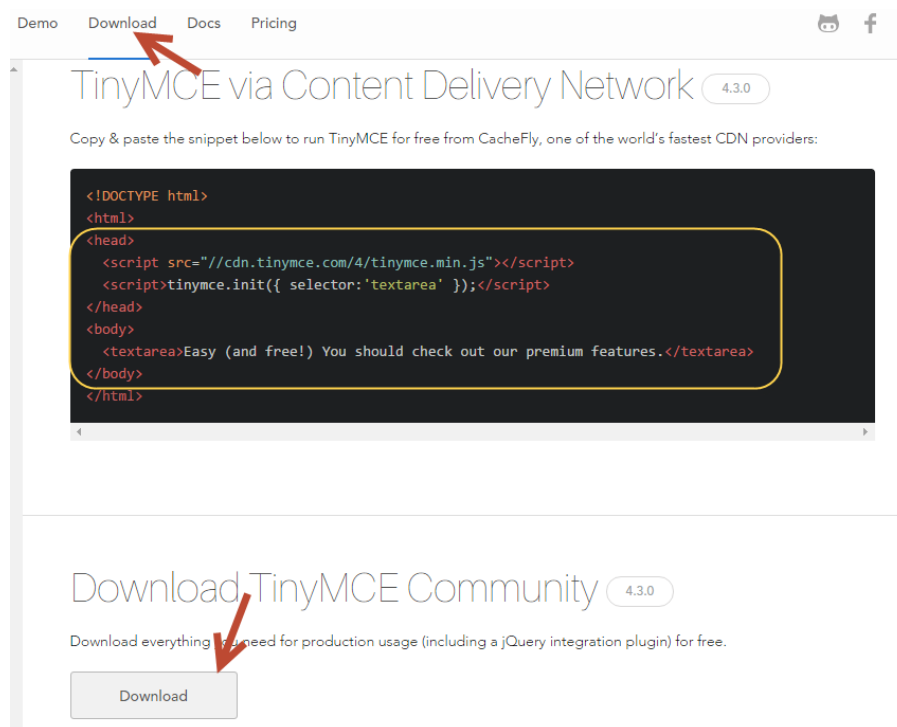 Demo Download Docs Pricing
TinyMCE via Content Delivery Network 4.3.0
Copy & paste the snippet below to run TinyMCE for free from CacheFly, one of the world's fastest CDN providers:
<!DOCTYPE html>
<html>
<head>
<script src="//cdn.tinymce.com/4/tinymce.min.js"></script>
<script>tinymce.init({ selector:'textarea' });</script>
</head>
<body>
<textarea>Easy (and free!) You should check out our premium features.</textarea>
</body>
</html>
Download TinyMCE Community 4.3.0
Download everything you need for production usage (including a jQuery integration plugin) for free.
Download